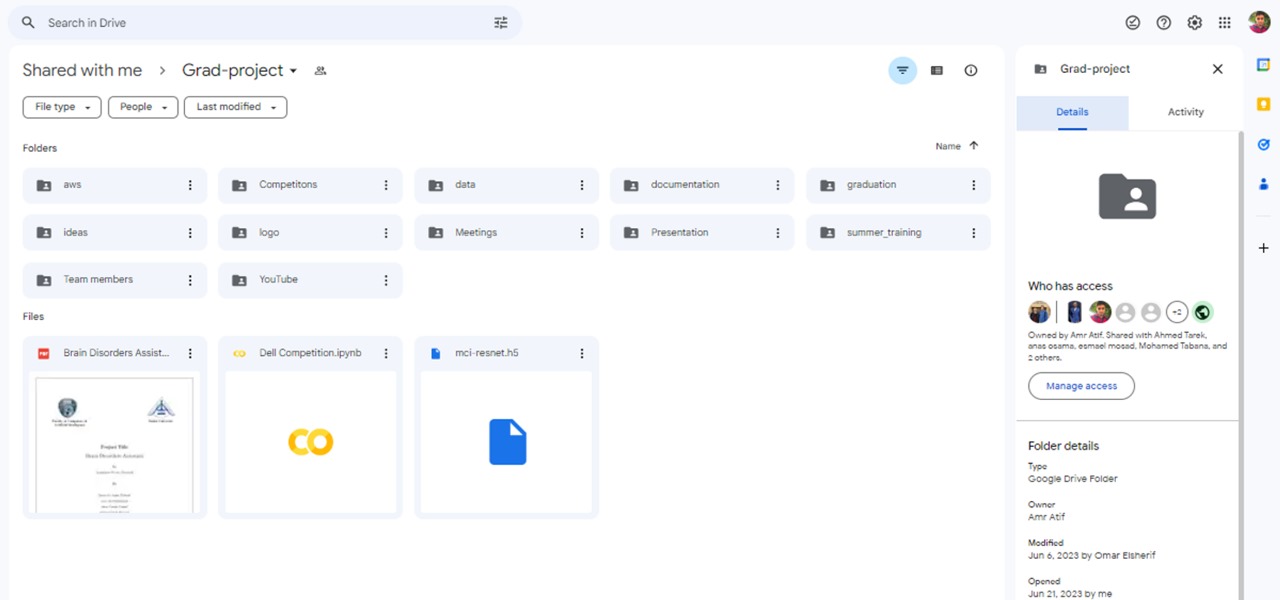 Search in Drive
Shared with me > Grad-project
File type
People
Last modified
Folders
Name
aws
Competitons
data
documentation
graduation
ideas
logo
Meetings
Presentation
summer_training
Team members
YouTube
Files
Brain Disorders Assist...
Dell Competition.ipynb
mci-resnet.h5
Project Title:
Brain Disorders Assistant
By
Grad-project
Details
Activity
Who has access
+2
Owned by Amr Atif. Shared with Ahmed Tarek,
anas osama, esmael mosad, Mohamed Tabana, and
2 others.
Manage access
Folder details
Type
Google Drive Folder
Owner
Amr Atif
Modified
Jun 6, 2023 by Omar Elsherif
Opened
Jun 21, 2023 by me